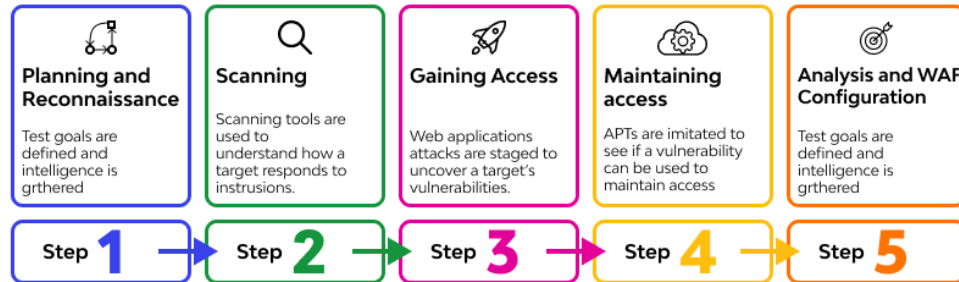 Planning and
Reconnaissance
Test goals are
defined and
intelligence is
grthered
Scanning
Scanning tools are
used to
understand how a
target responds to
instrusions.
Gaining Access
Web applications
attacks are staged to
uncover a target's
vulnerabilities.
Maintaining
access
APTs are imitated to
see if a vulnerability
can be used to
maintain access
Analysis and WAF
Configuration
Test goals are
defined and
intelligence is
grthered
Step 1
Step 2
Step 3
Step 4
Step 5